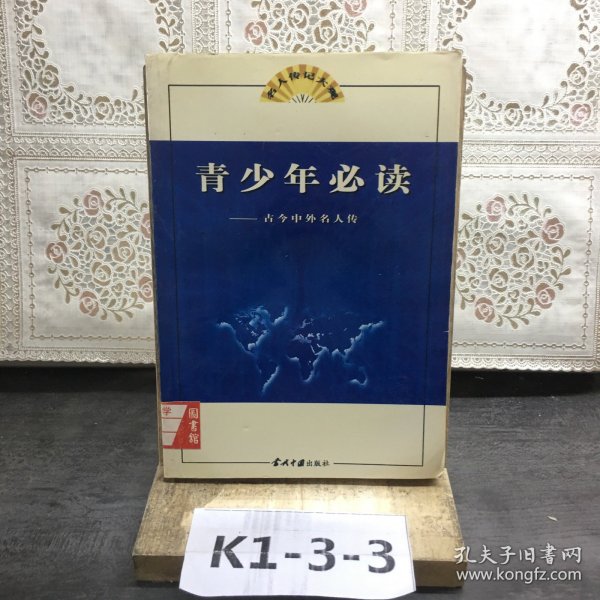 名人传记大观
青少年必读
——古今中外名人传
学
圖書館
当代中国出版社
K1-3-3
孔夫子旧书网
www.kongfz.com